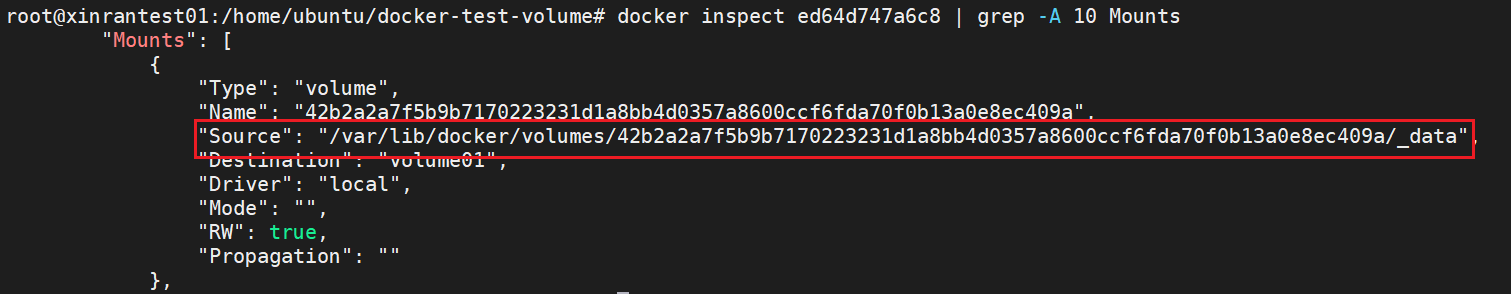 root@xinrantest01:/home/ubuntu/docker-test-volume# docker inspect ed64d747a6c8 | grep -A 10 Mounts
"Mounts": [
{
"Type": "volume",
"Name": "42b2a2a7f5b9b7170223231d1a8bb4d0357a8600ccf6fda70f0b13a0e8ec409a",
"Source": "/var/lib/docker/volumes/42b2a2a7f5b9b7170223231d1a8bb4d0357a8600ccf6fda70f0b13a0e8ec409a/_data",
"Destination": "volume01",
"Driver": "local",
"Mode": "",
"RW": true,
"Propagation": ""
},